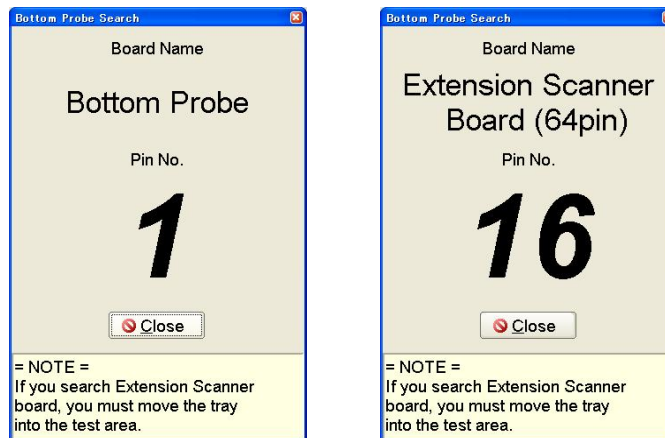 Bottom Probe Search
Board Name
Bottom Probe
Pin No.
1
Close
= NOTE =
If you search Extension Scanner
board, you must move the tray
into the test area.
Bottom Probe Search
Board Name
Extension Scanner
Board (64pin)
Pin No.
16
Close
= NOTE =
If you search Extension Scanner
board, you must move the tray
into the test area.